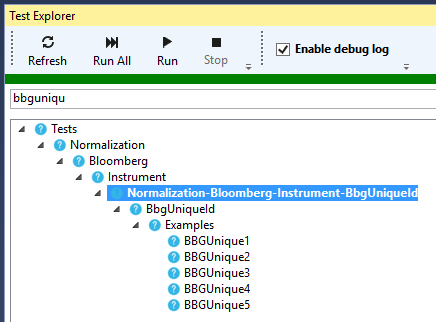 Test Explorer
Refresh Run All Run Stop Enable debug log
bbguniqu
Tests
Normalization
Bloomberg
Instrument
Normalization-Bloomberg-Instrument-BbgUniqueId
BbgUniqueId
Examples
BBGUnique1
BBGUnique2
BBGUnique3
BBGUnique4
BBGUnique5